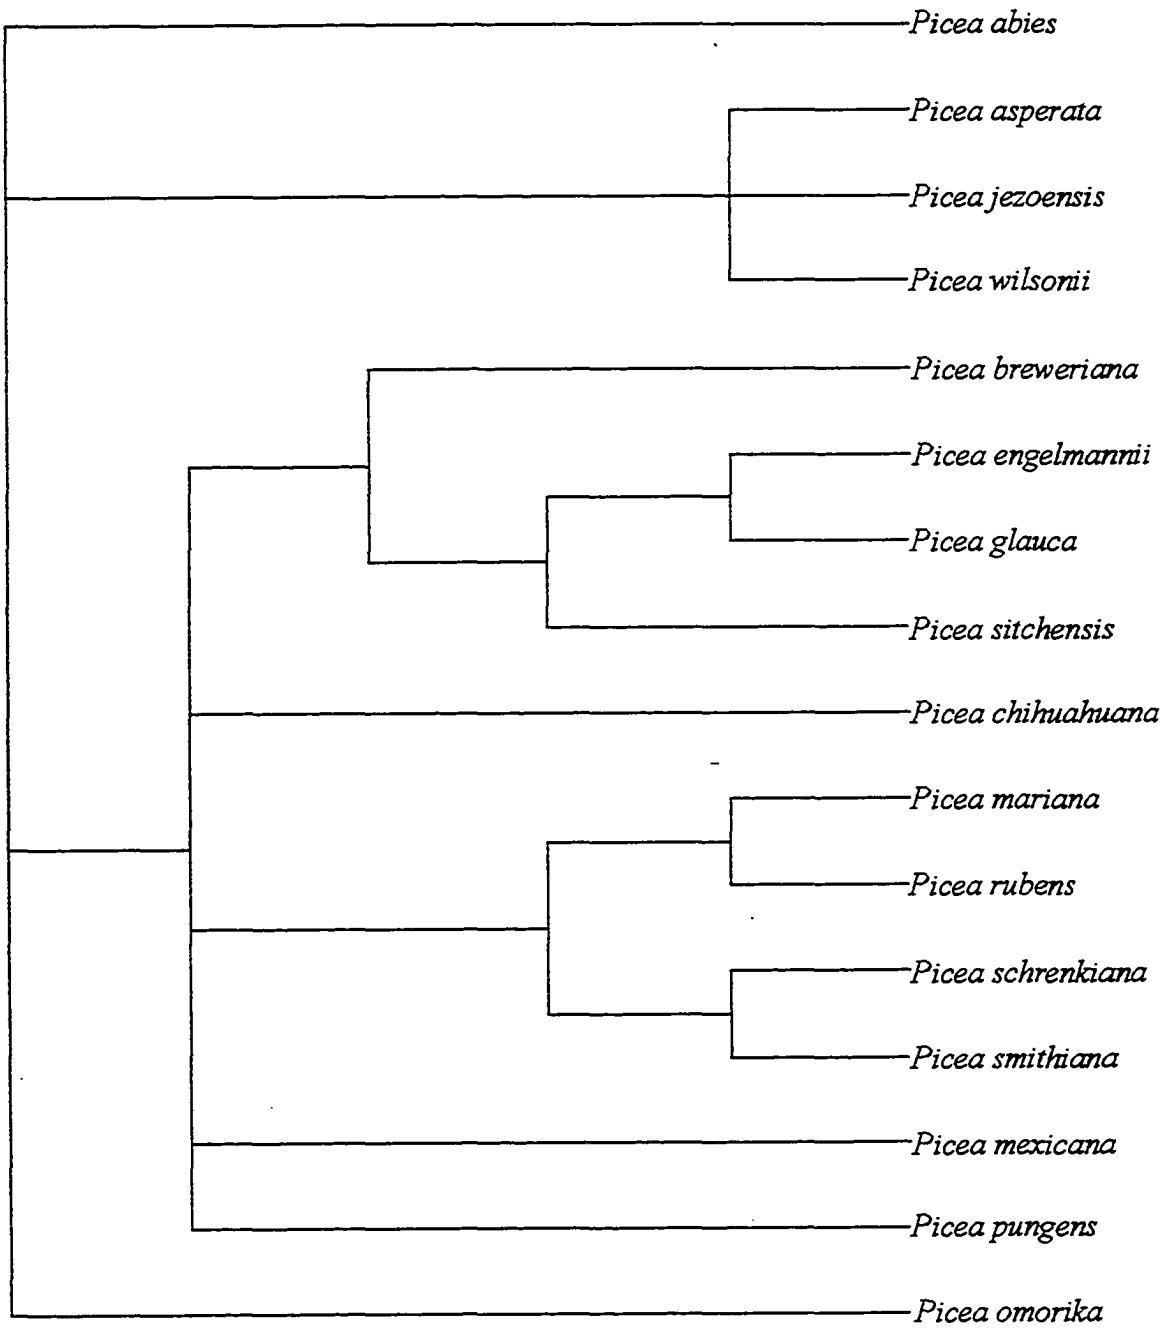 Picea abies
Picea asperata
Picea jezoensis
Picea wilsonii
Picea breweriana
Picea engelmannii
Picea glauca
Picea sitchensis
Picea chihuahuana
Picea mariana
Picea rubens
Picea schrenkiana
Picea smithiana
Picea mexicana
Picea pungens
Picea omorika